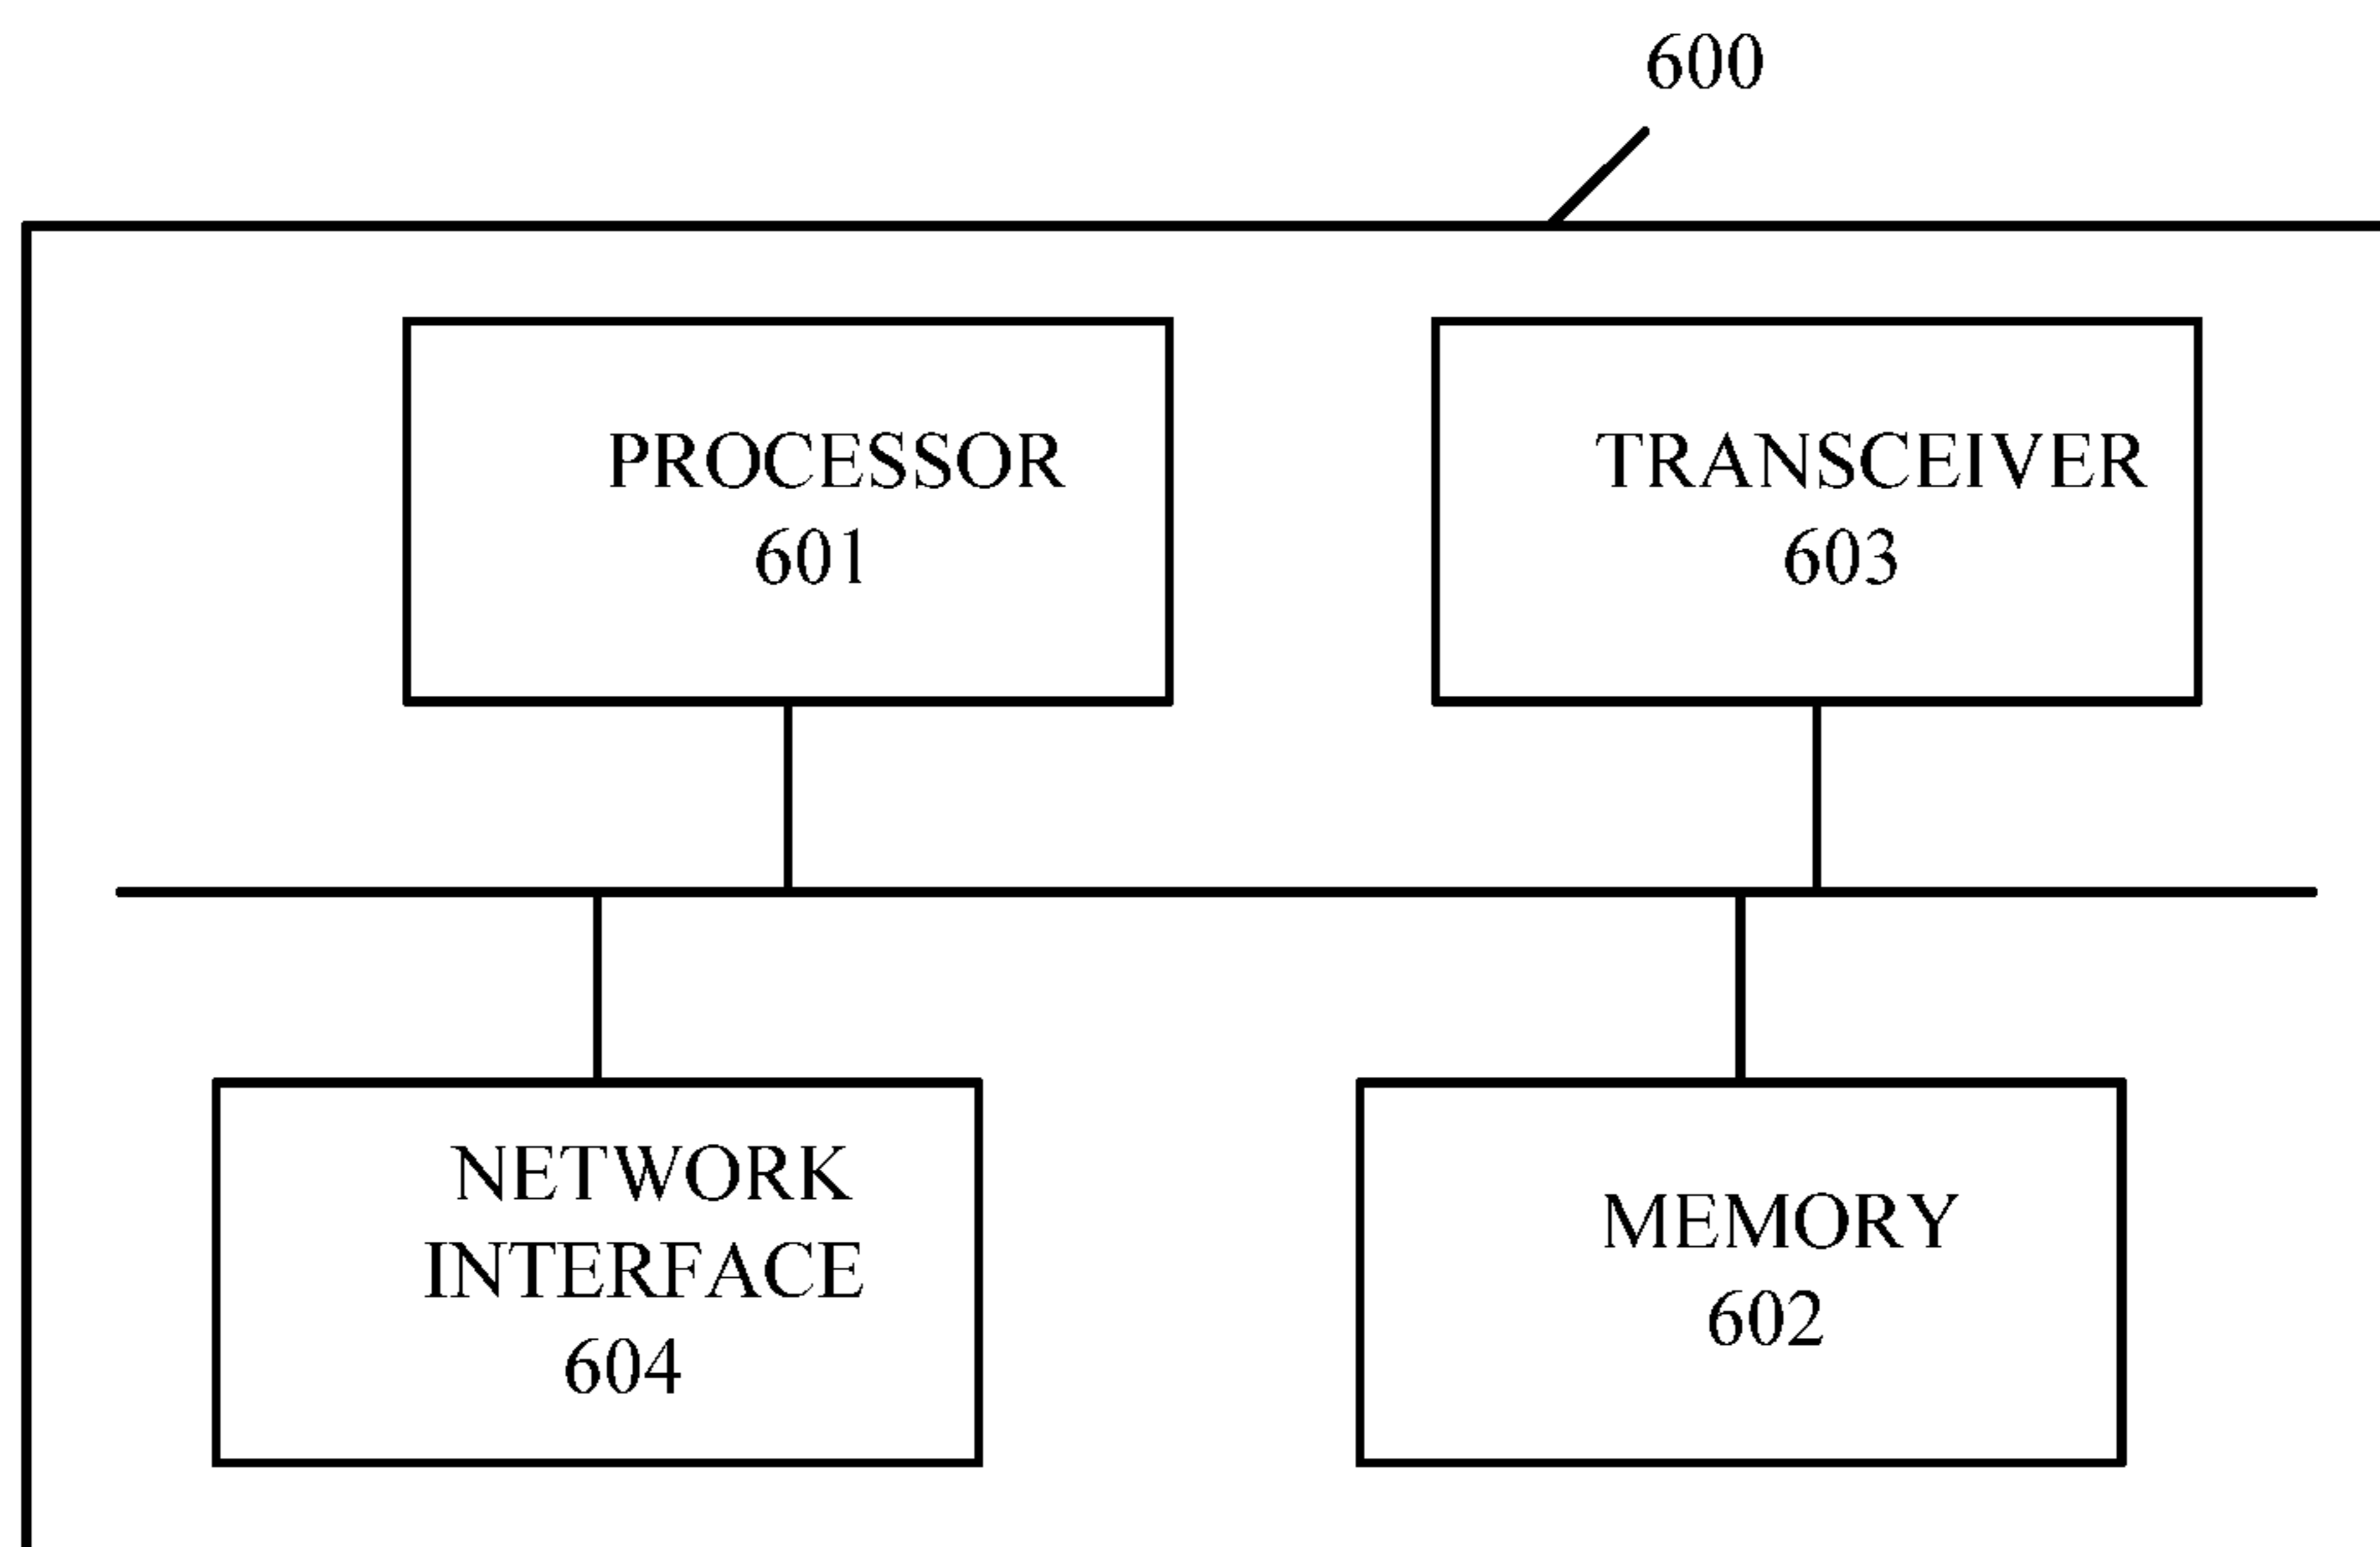 600
PROCESSOR
601
TRANSCEIVER
603
NETWORK
INTERFACE
604
MEMORY
602